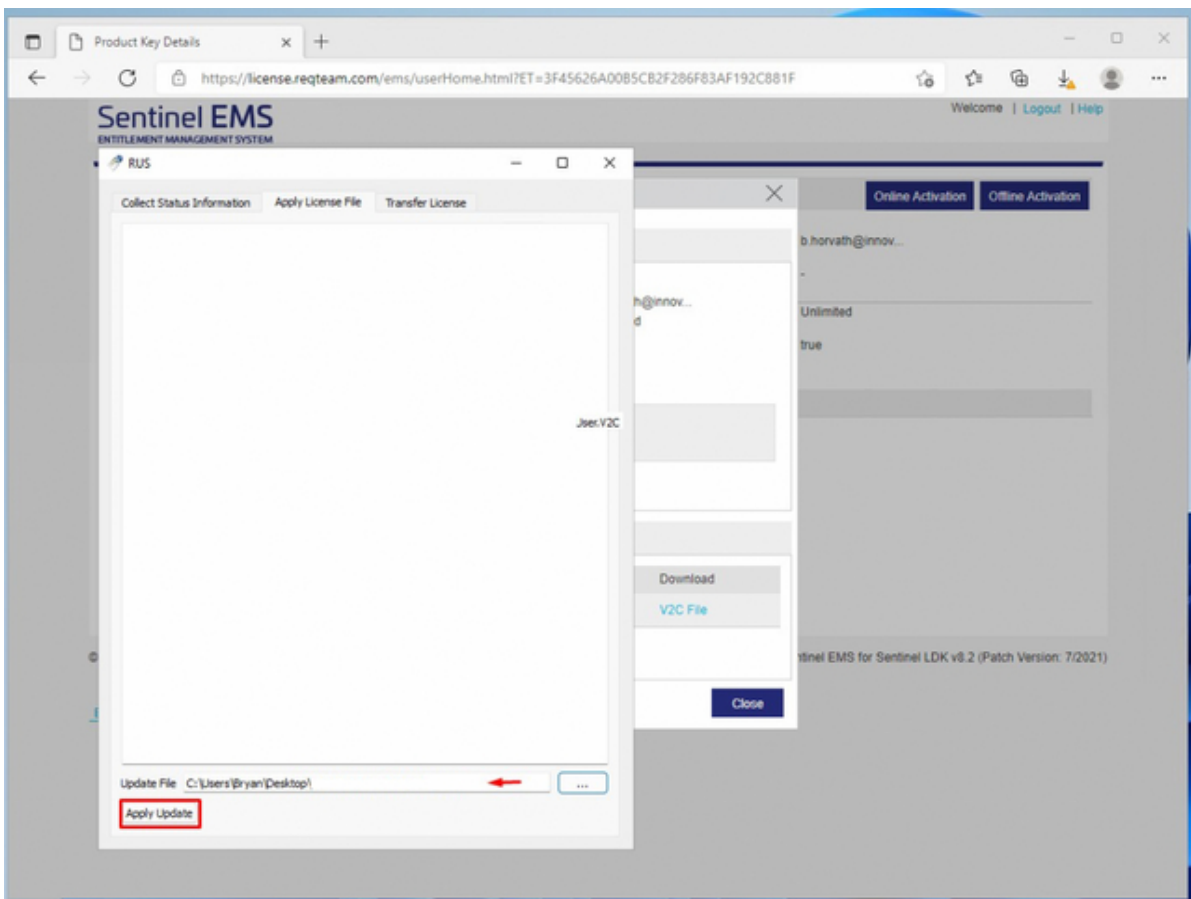 Product Key Details
https://license.reqteam.com/ems/userHome.html?ET=3F45626A00B5CB2F286F83AF192C881F
Sentinel EMS
ENTITLEMENT MANAGEMENT SYSTEM
Welcome | Logout | Help
RUS
Collect Status Information Apply License File Transfer License
Online Activation Offline Activation
b.horvath@innov...
-
h@innov...
d
Unlimited
true
.V2C
Download
V2C File
©
tinel EMS for Sentinel LDK v8.2 (Patch Version: 7/2021)
Close
Update File C:\Users\Bryan\Desktop\
...
Apply Update